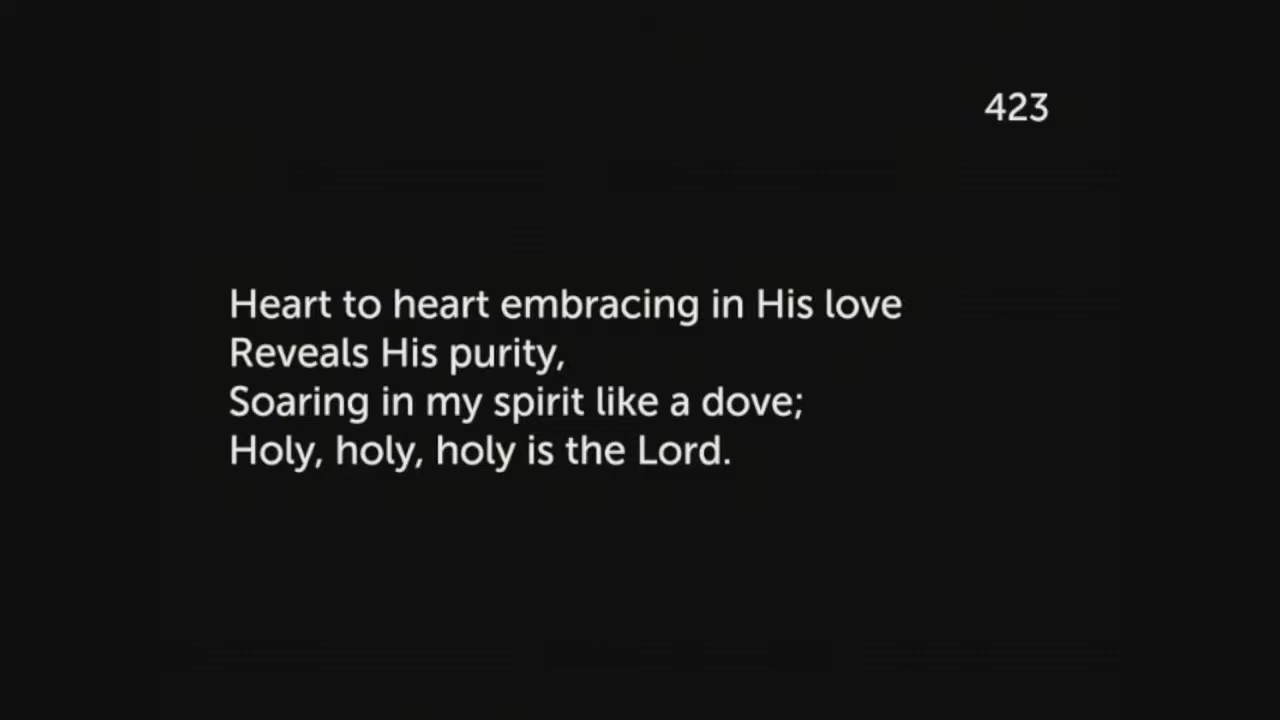 423
Heart to heart embracing in His love
Reveals His purity,
Soaring in my spirit like a dove;
Holy, holy, holy is the Lord.